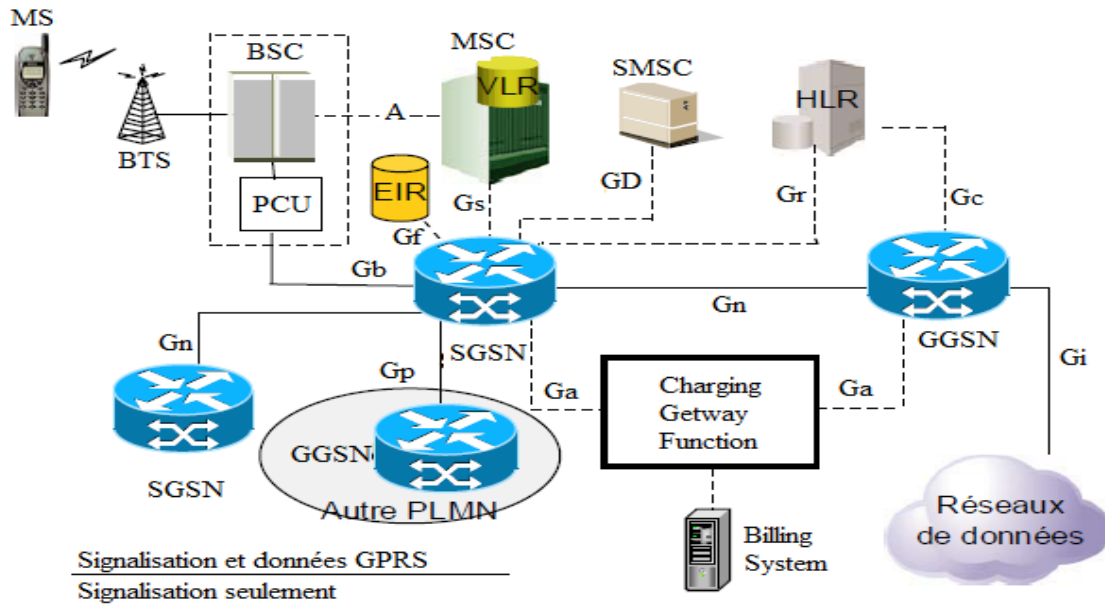 MS
BSC
MSC
VLR
SMSC
HLR
A
BTS
EIR
PCU
Gs
GD
Gr
Gc
Gf
Gb
Gn
Gn
SGSN
GGSN
Gi
Gp
Ga
Charging
Getway
Function
Ga
GGSN
SGSN
Autre PLMN
Réseaux
de données
Billing
System
Signalisation et données GPRS
Signalisation seulement